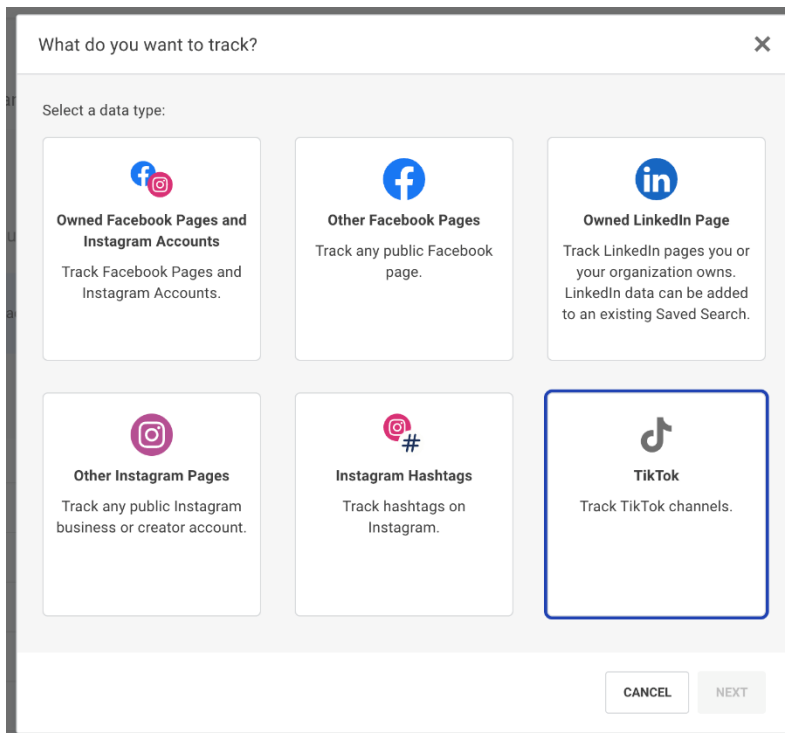 What do you want to track?
Select a data type:
Owned Facebook Pages and
Instagram Accounts
Track Facebook Pages and
Instagram Accounts.
Other Facebook Pages
Track any public Facebook
page.
Owned LinkedIn Page
Track LinkedIn pages you or
your organization owns.
LinkedIn data can be added
to an existing Saved Search.
Other Instagram Pages
Track any public Instagram
business or creator account.
Instagram Hashtags
Track hashtags on
Instagram.
TikTok
Track TikTok channels.
CANCEL
NEXT